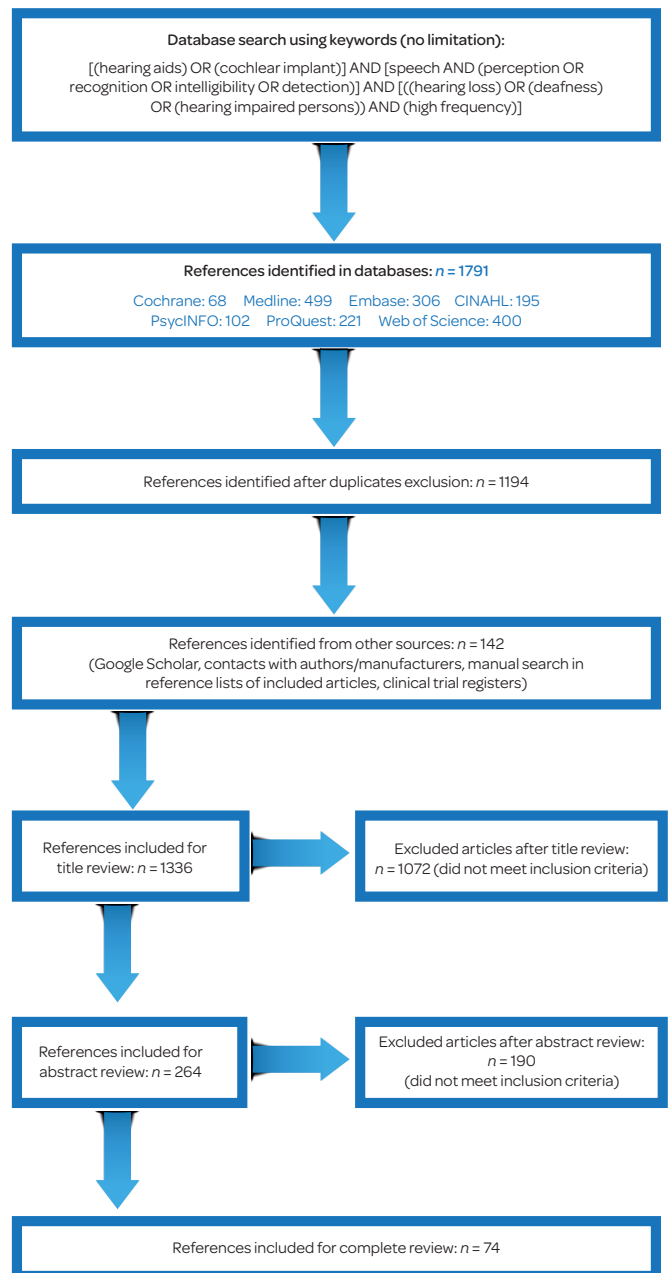 Database search using keywords (no limitation):
[(hearing aids) OR (cochlear implant)] AND [speech AND (perception OR
recognition OR intelligibility OR detection)] AND [((hearing loss) OR (deafness)
OR (hearing impaired persons)) AND (high frequency)]
References identified in databases: n = 1791
Cochrane: 68 Medline: 499 Embase: 306 CINAHL: 195
PsycINFO: 102 ProQuest: 221 Web of Science: 400
References identified after duplicates exclusion: n = 1194
References identified from other sources: n = 142
(Google Scholar, contacts with authors/manufacturers, manual search in
reference lists of included articles, clinical trial registers)
References included for
title review: n = 1336
Excluded articles after title review:
n = 1072 (did not meet inclusion criteria)
References included for
abstract review: n = 264
Excluded articles after abstract review:
n = 190
(did not meet inclusion criteria)
References included for complete review: n = 74